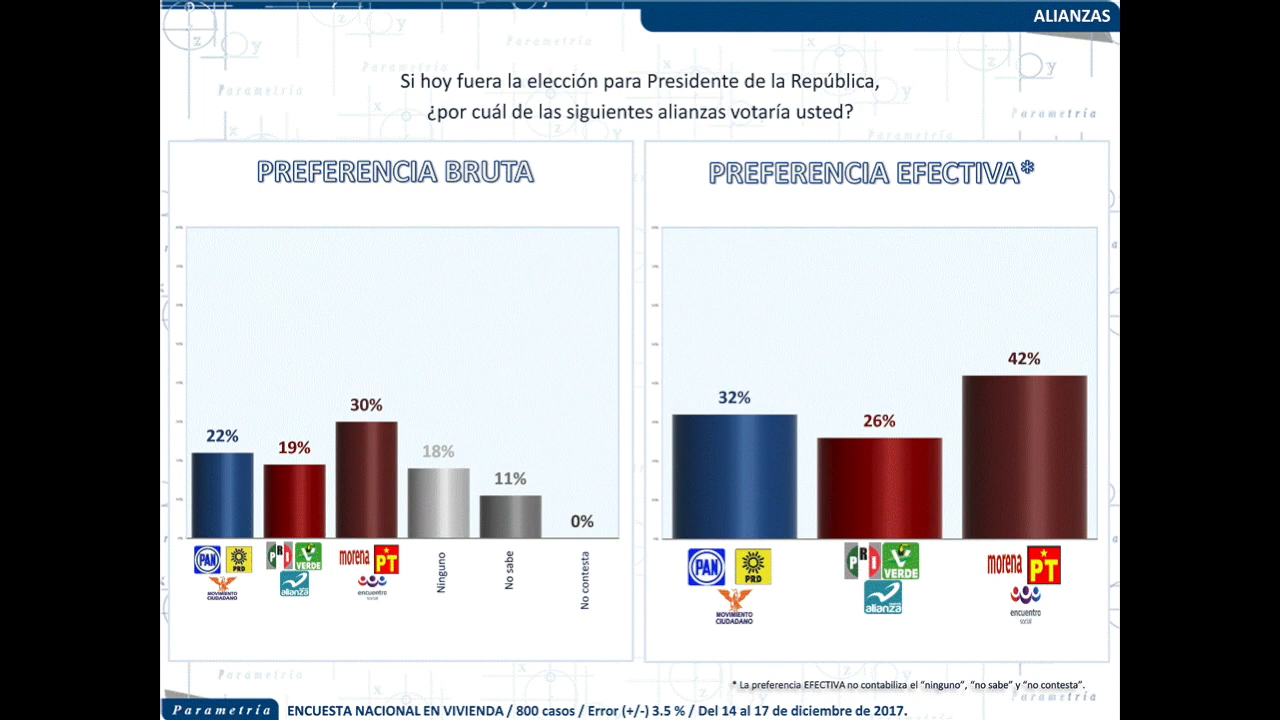 ALIANZAS
Si hoy fuera la elección para Presidente de la República,
¿por cuál de las siguientes alianzas votaría usted?
PREFERENCIA BRUTA
22%
19%
30%
18%
11%
0%
PAN
PRD
MOVIMIENTO
CIUDADANO
PRI
VERDE
alianza
morena
PT
encuentro
social
Ninguno
No sabe
No contesta
PREFERENCIA EFECTIVA*
32%
26%
42%
PAN
PRD
MOVIMIENTO
CIUDADANO
PRI
VERDE
alianza
morena
PT
encuentro
social
* La preferencia EFECTIVA no contabiliza el “ninguno”, “no sabe” y “no contesta”.
Parametría
ENCUESTA NACIONAL EN VIVIENDA / 800 casos / Error (+/-) 3.5 % / Del 14 al 17 de diciembre de 2017.